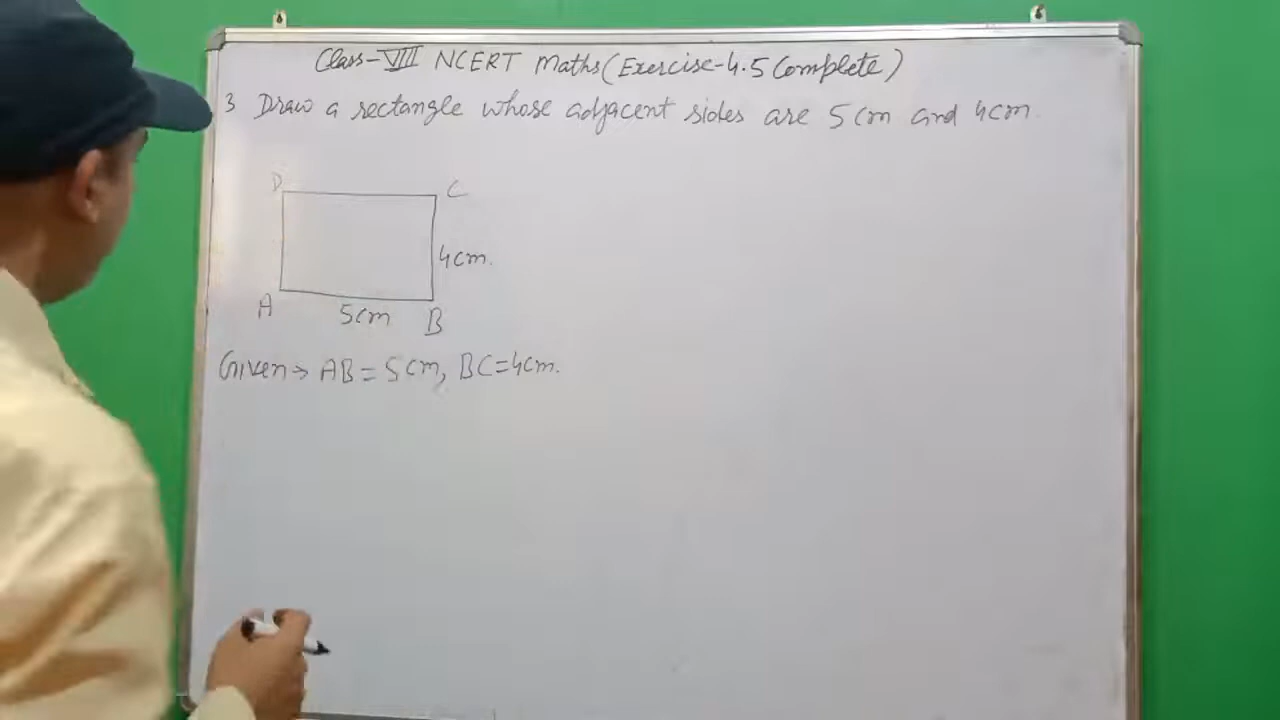 Class-VIII NCERT Maths (Exercise-4.5 Complete)
3 Draw a rectangle whose adjacent sides are 5cm and 4cm.
D C
4cm.
A 5cm B
Given→ AB = 5cm, BC=4cm.